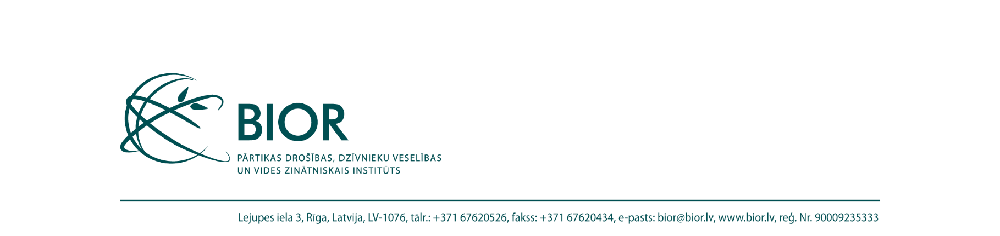 BIOR
PĀRTIKAS DROŠĪBAS, DZĪVNIEKU VESELĪBAS
UN VIDES ZINĀTNISKAIS INSTITŪTS
Lejupes iela 3, Rīga, Latvija, LV-1076, tālr.: +371 67620526, fakss: +371 67620434, e-pasts: bior@bior.lv, www.bior.lv, reģ. Nr. 90009235333